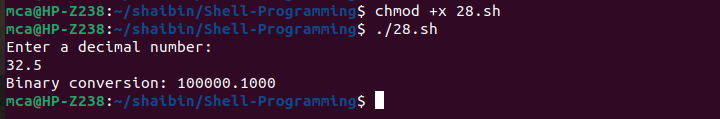 mca@HP-Z238:~/shaibin/Shell-Programming$ chmod +x 28.sh
mca@HP-Z238:~/shaibin/Shell-Programming$ ./28.sh
Enter a decimal number:
32.5
Binary conversion: 100000.1000
mca@HP-Z238:~/shaibin/Shell-Programming$